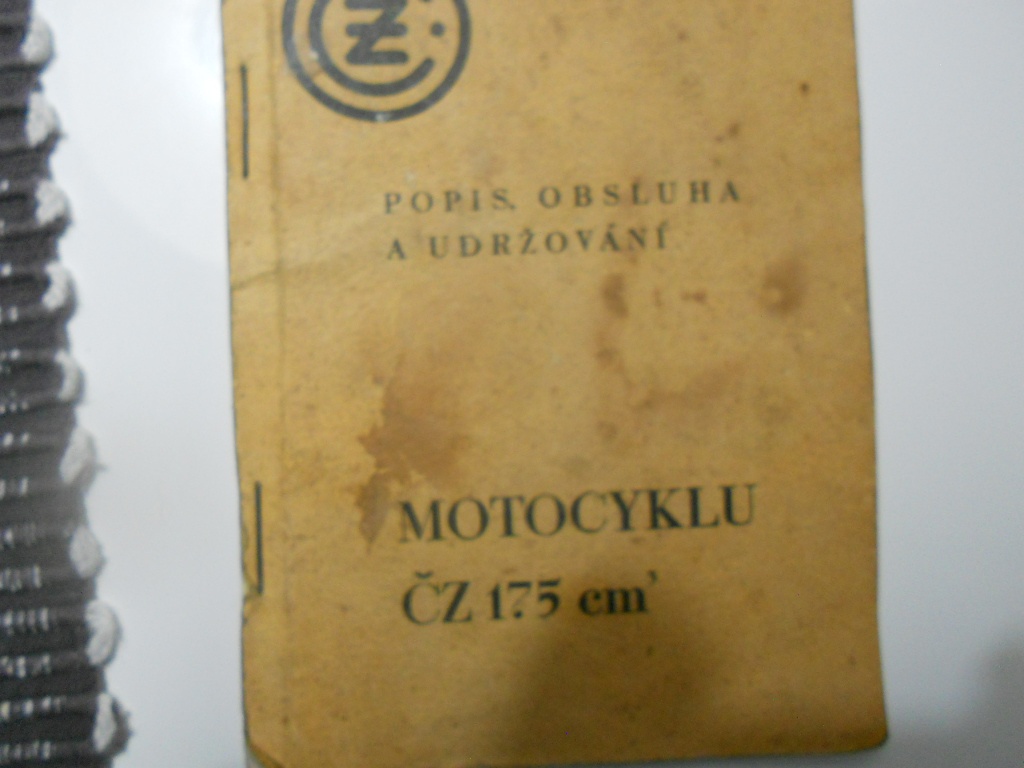 ČZ
POPIS, OBSLUHA
A UDRŽOVÁNÍ
MOTOCYKLU
ČZ 175 cm³